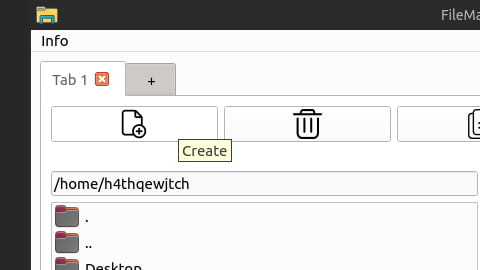 FileMa
Info
Tab 1
+
Create
/home/h4thqewjtch
.
..
Desktop